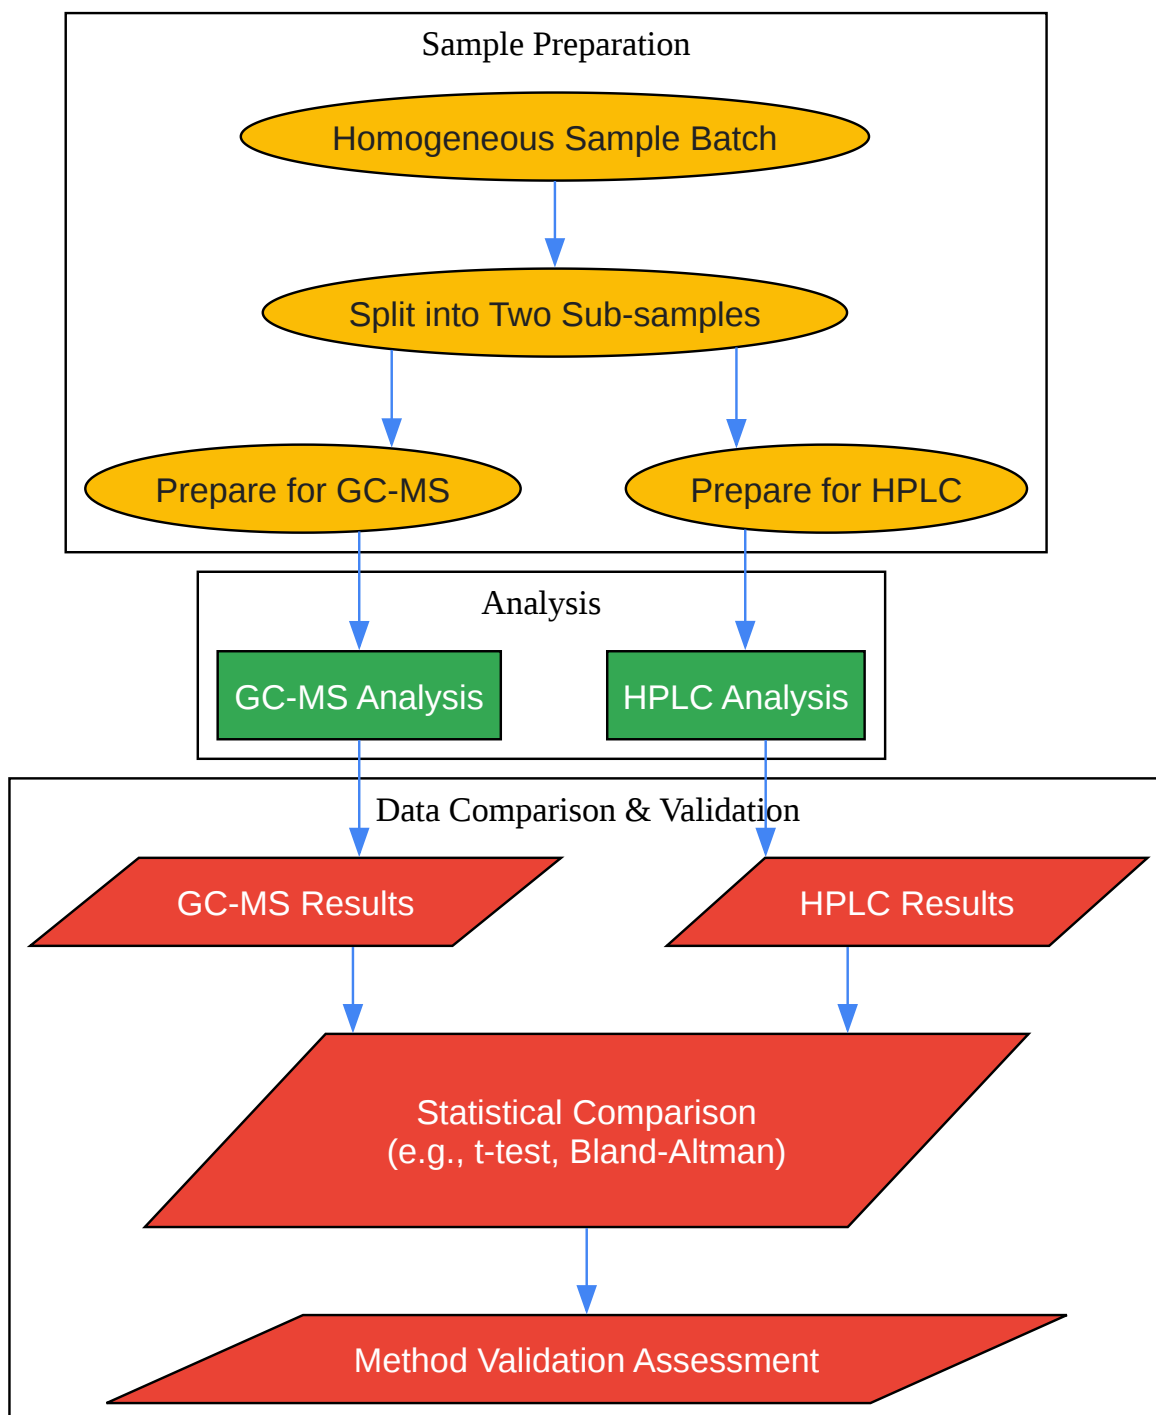 Sample Preparation
Homogeneous Sample Batch
Split into Two Sub-samples
Prepare for GC-MS
Prepare for HPLC
Analysis
GC-MS Analysis
HPLC Analysis
Data Comparison & Validation
GC-MS Results
HPLC Results
Statistical Comparison
(e.g., t-test, Bland-Altman)
Method Validation Assessment